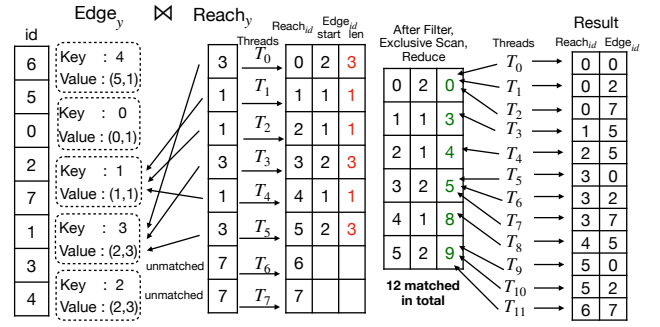 Edge_y ⋈ Reach_y
id
6
5
0
2
7
1
3
4
Key : 4
Value : (5,1)
Key : 0
Value : (0,1)
Key : 1
Value : (1,1)
Key : 3
Value : (2,3)
Key : 2
Value : (2,3)
unmatched
unmatched
3
1
1
3
1
3
7
7
Threads
T_0
T_1
T_2
T_3
T_4
T_5
T_6
T_7
Reach_id Edge_id
start len
0 2 3
1 1 1
2 1 1
3 2 3
4 1 1
5 2 3
6
7
After Filter,
Exclusive Scan,
Reduce
0 2 0
1 1 3
2 1 4
3 2 5
4 1 8
5 2 9
12 matched
in total
Threads
T_0
T_1
T_2
T_3
T_4
T_5
T_6
T_7
T_8
T_9
T_10
T_11
Result
Reach_id Edge_id
0 0
0 2
0 7
1 5
2 5
3 0
3 2
3 7
4 5
5 0
5 2
6 7